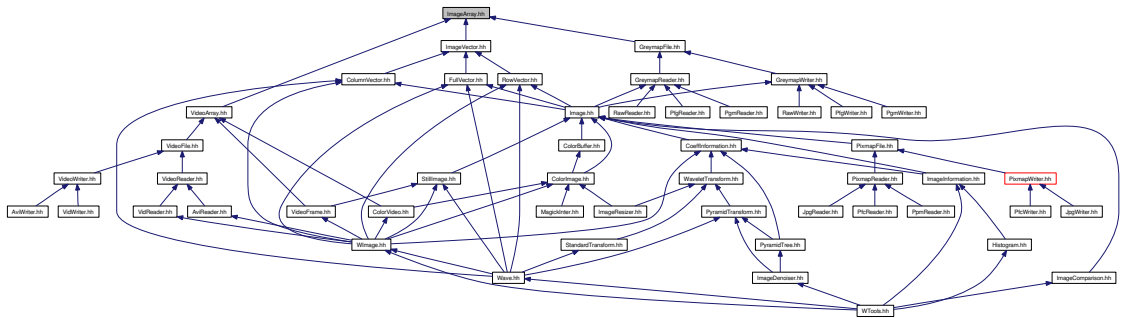 ImageArray.hh
ImageVector.hh
GreymapFile.hh
ColumnVector.hh
FullVector.hh
RowVector.hh
GreymapReader.hh
GreymapWriter.hh
VideoArray.hh
Image.hh
RawReader.hh
PfgReader.hh
PgmReader.hh
RawWriter.hh
PfgWriter.hh
PgmWriter.hh
VideoFile.hh
ColorBuffer.hh
CoeffInformation.hh
PixmapFile.hh
VideoWriter.hh
VideoReader.hh
StillImage.hh
ColorImage.hh
WaveletTransform.hh
PixmapReader.hh
ImageInformation.hh
PixmapWriter.hh
AviWriter.hh
VidWriter.hh
VidReader.hh
AviReader.hh
VideoFrame.hh
ColorVideo.hh
MagickInter.hh
ImageResizer.hh
PyramidTransform.hh
JpgReader.hh
PfcReader.hh
PpmReader.hh
PfcWriter.hh
JpgWriter.hh
WImage.hh
StandardTransform.hh
PyramidTree.hh
Histogram.hh
Wave.hh
ImageDenoiser.hh
ImageComparison.hh
WTools.hh